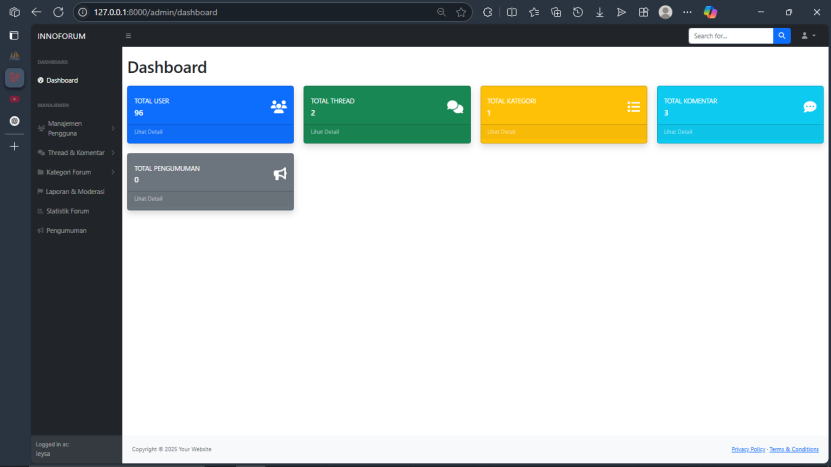 127.0.0.1:8000/admin/dashboard
INNOFORUM
Search for...
DASHBOARD
Dashboard
MANAJEMEN
Manajemen
Pengguna
Thread & Komentar
Kategori Forum
Laporan & Moderasi
Statistik Forum
Pengumuman
Dashboard
TOTAL USER
96
Lihat Detail
TOTAL THREAD
2
Lihat Detail
TOTAL KATEGORI
1
Lihat Detail
TOTAL KOMENTAR
3
Lihat Detail
TOTAL PENGUMUMAN
0
Lihat Detail
Logged in as:
leysa
Copyright © 2025 Your Website
Privacy Policy · Terms & Conditions